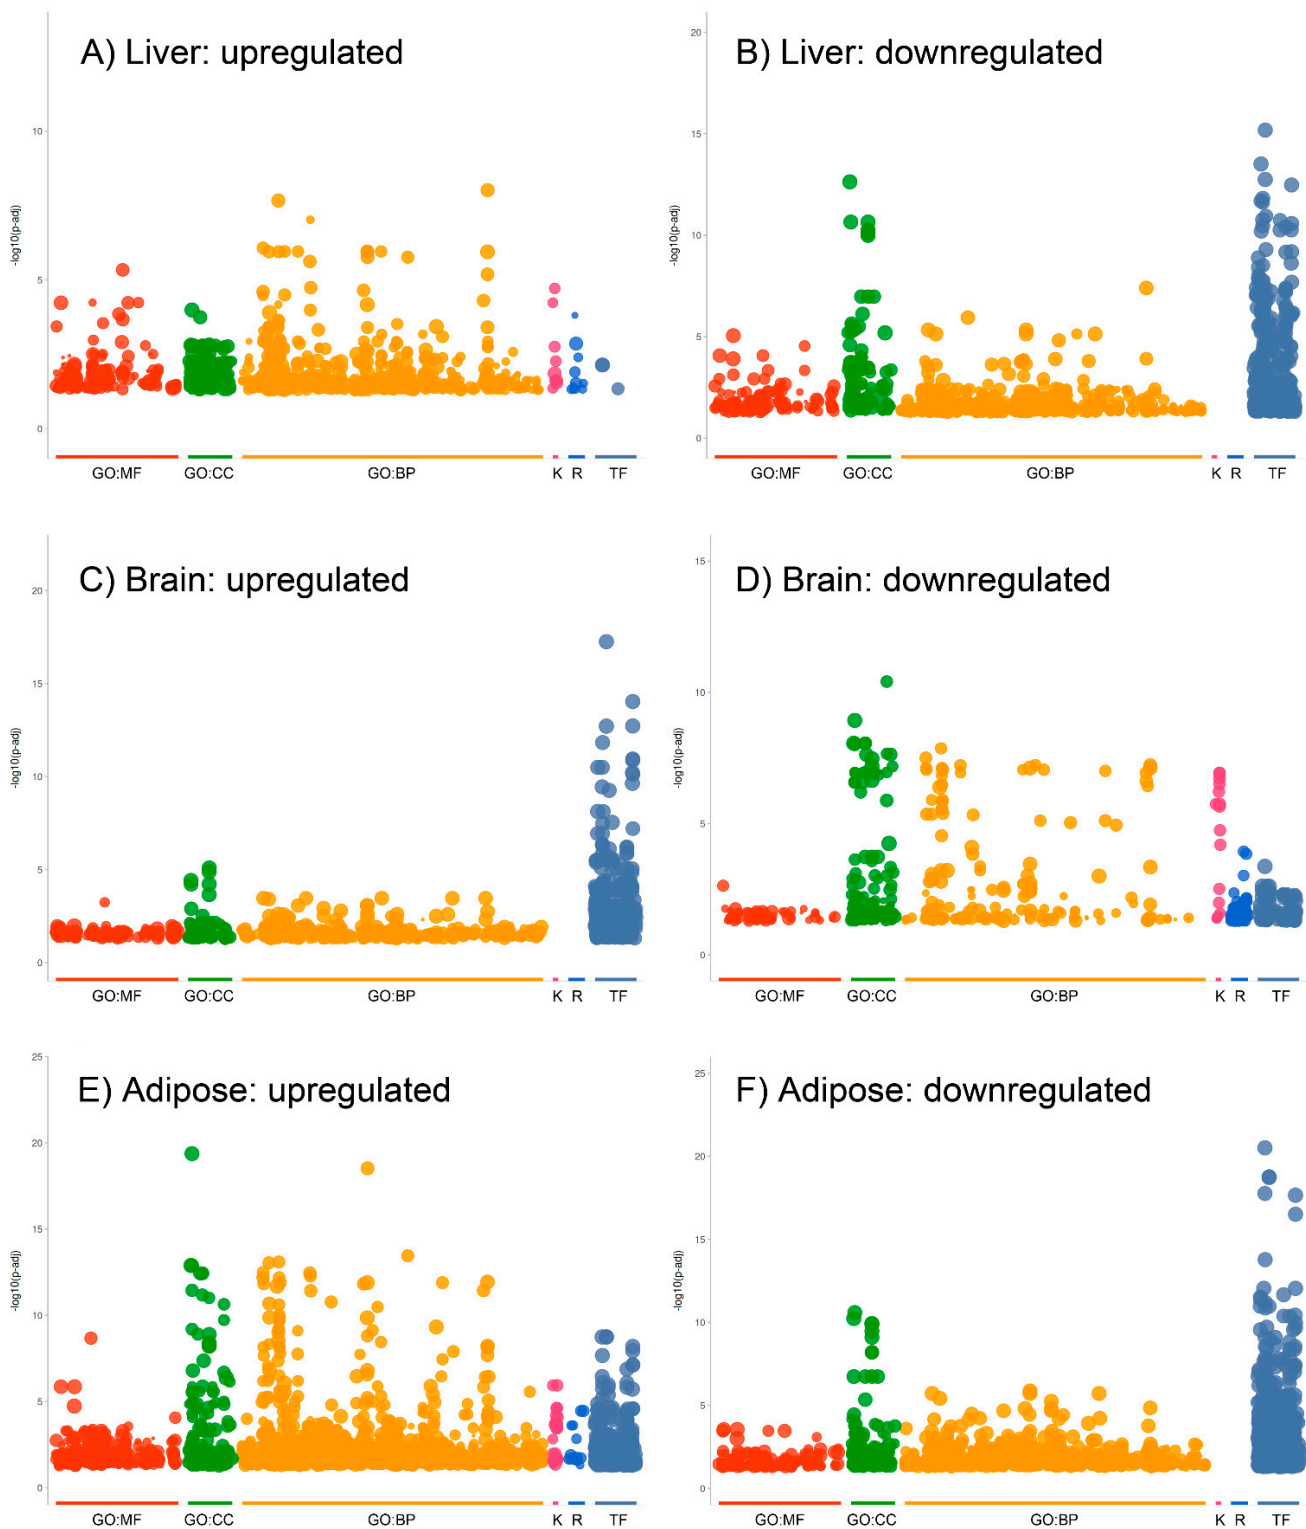 A) Liver: upregulated
10
5
0
-log10(p-adj)
GO:MF GO:CC GO:BP K R TF
B) Liver: downregulated
20
15
10
5
0
-log10(p-adj)
GO:MF GO:CC GO:BP K R TF
C) Brain: upregulated
20
15
10
5
0
-log10(p-adj)
GO:MF GO:CC GO:BP K R TF
D) Brain: downregulated
15
10
5
0
-log10(p-adj)
GO:MF GO:CC GO:BP K R TF
E) Adipose: upregulated
25
20
15
10
5
0
-log10(p-adj)
GO:MF GO:CC GO:BP K R TF
F) Adipose: downregulated
25
20
15
10
5
0
-log10(p-adj)
GO:MF GO:CC GO:BP K R TF